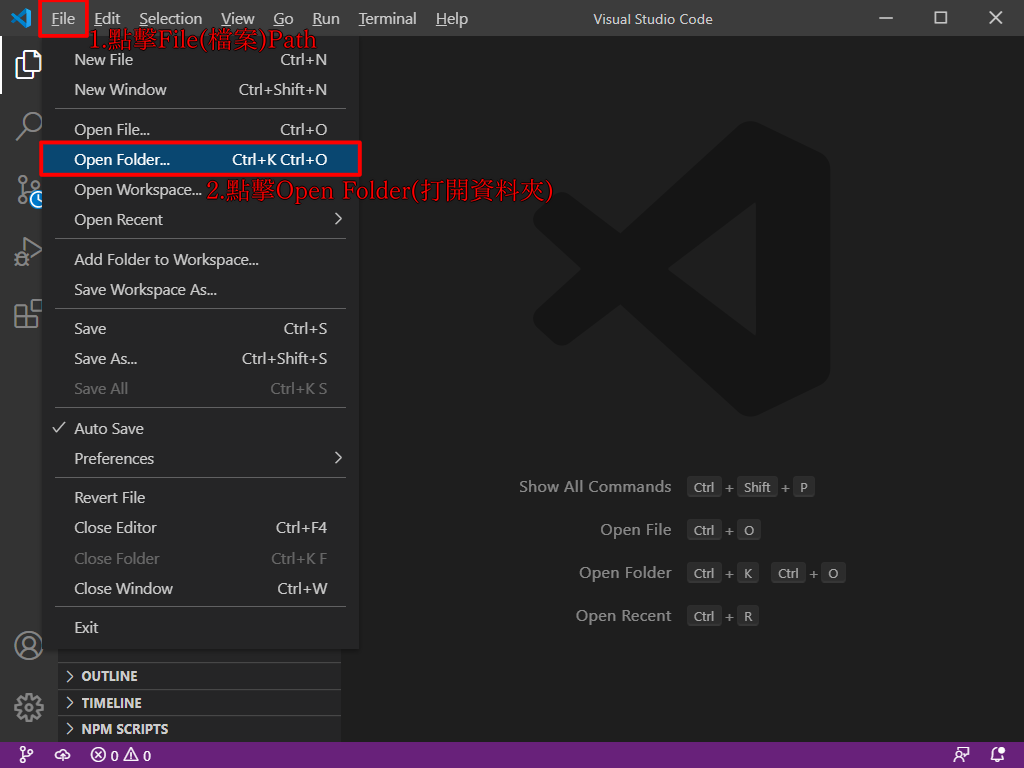 File Edit Selection View Go Run Terminal Help Visual Studio Code
1.點擊File(檔案)Path
New File Ctrl+N
New Window Ctrl+Shift+N
Open File... Ctrl+O
Open Folder... Ctrl+K Ctrl+O
Open Workspace...
2.點擊Open Folder(打開資料夾)
Open Recent
Add Folder to Workspace...
Save Workspace As...
Save Ctrl+S
Save As... Ctrl+Shift+S
Save All Ctrl+K S
Auto Save
Preferences
Revert File
Close Editor Ctrl+F4
Close Folder Ctrl+K F
Close Window Ctrl+W
Exit
OUTLINE
TIMELINE
NPM SCRIPTS
Show All Commands Ctrl + Shift + P
Open File Ctrl + O
Open Folder Ctrl + K Ctrl + O
Open Recent Ctrl + R
0 0